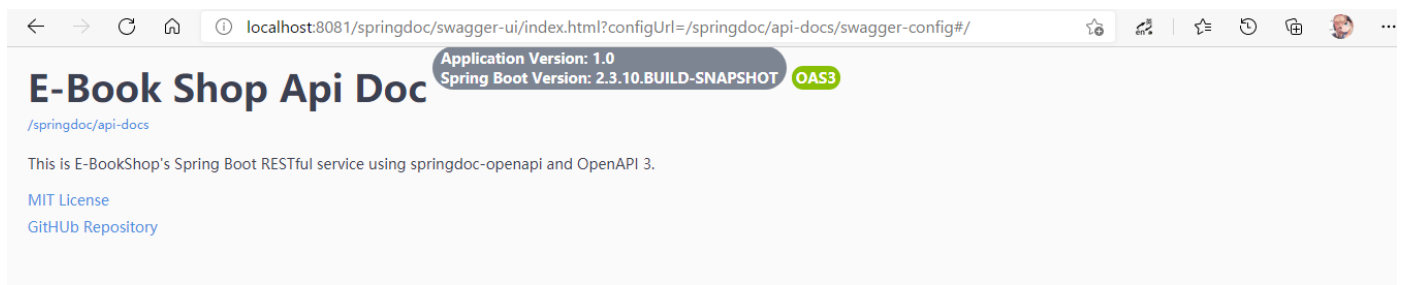 localhost:8081/springdoc/swagger-ui/index.html?configUrl=/springdoc/api-docs/swagger-config#/
Application Version: 1.0
Spring Boot Version: 2.3.10.BUILD-SNAPSHOT
OAS3
E-Book Shop Api Doc
/springdoc/api-docs
This is E-BookShop's Spring Boot RESTful service using springdoc-openapi and OpenAPI 3.
MIT License
GitHUb Repository